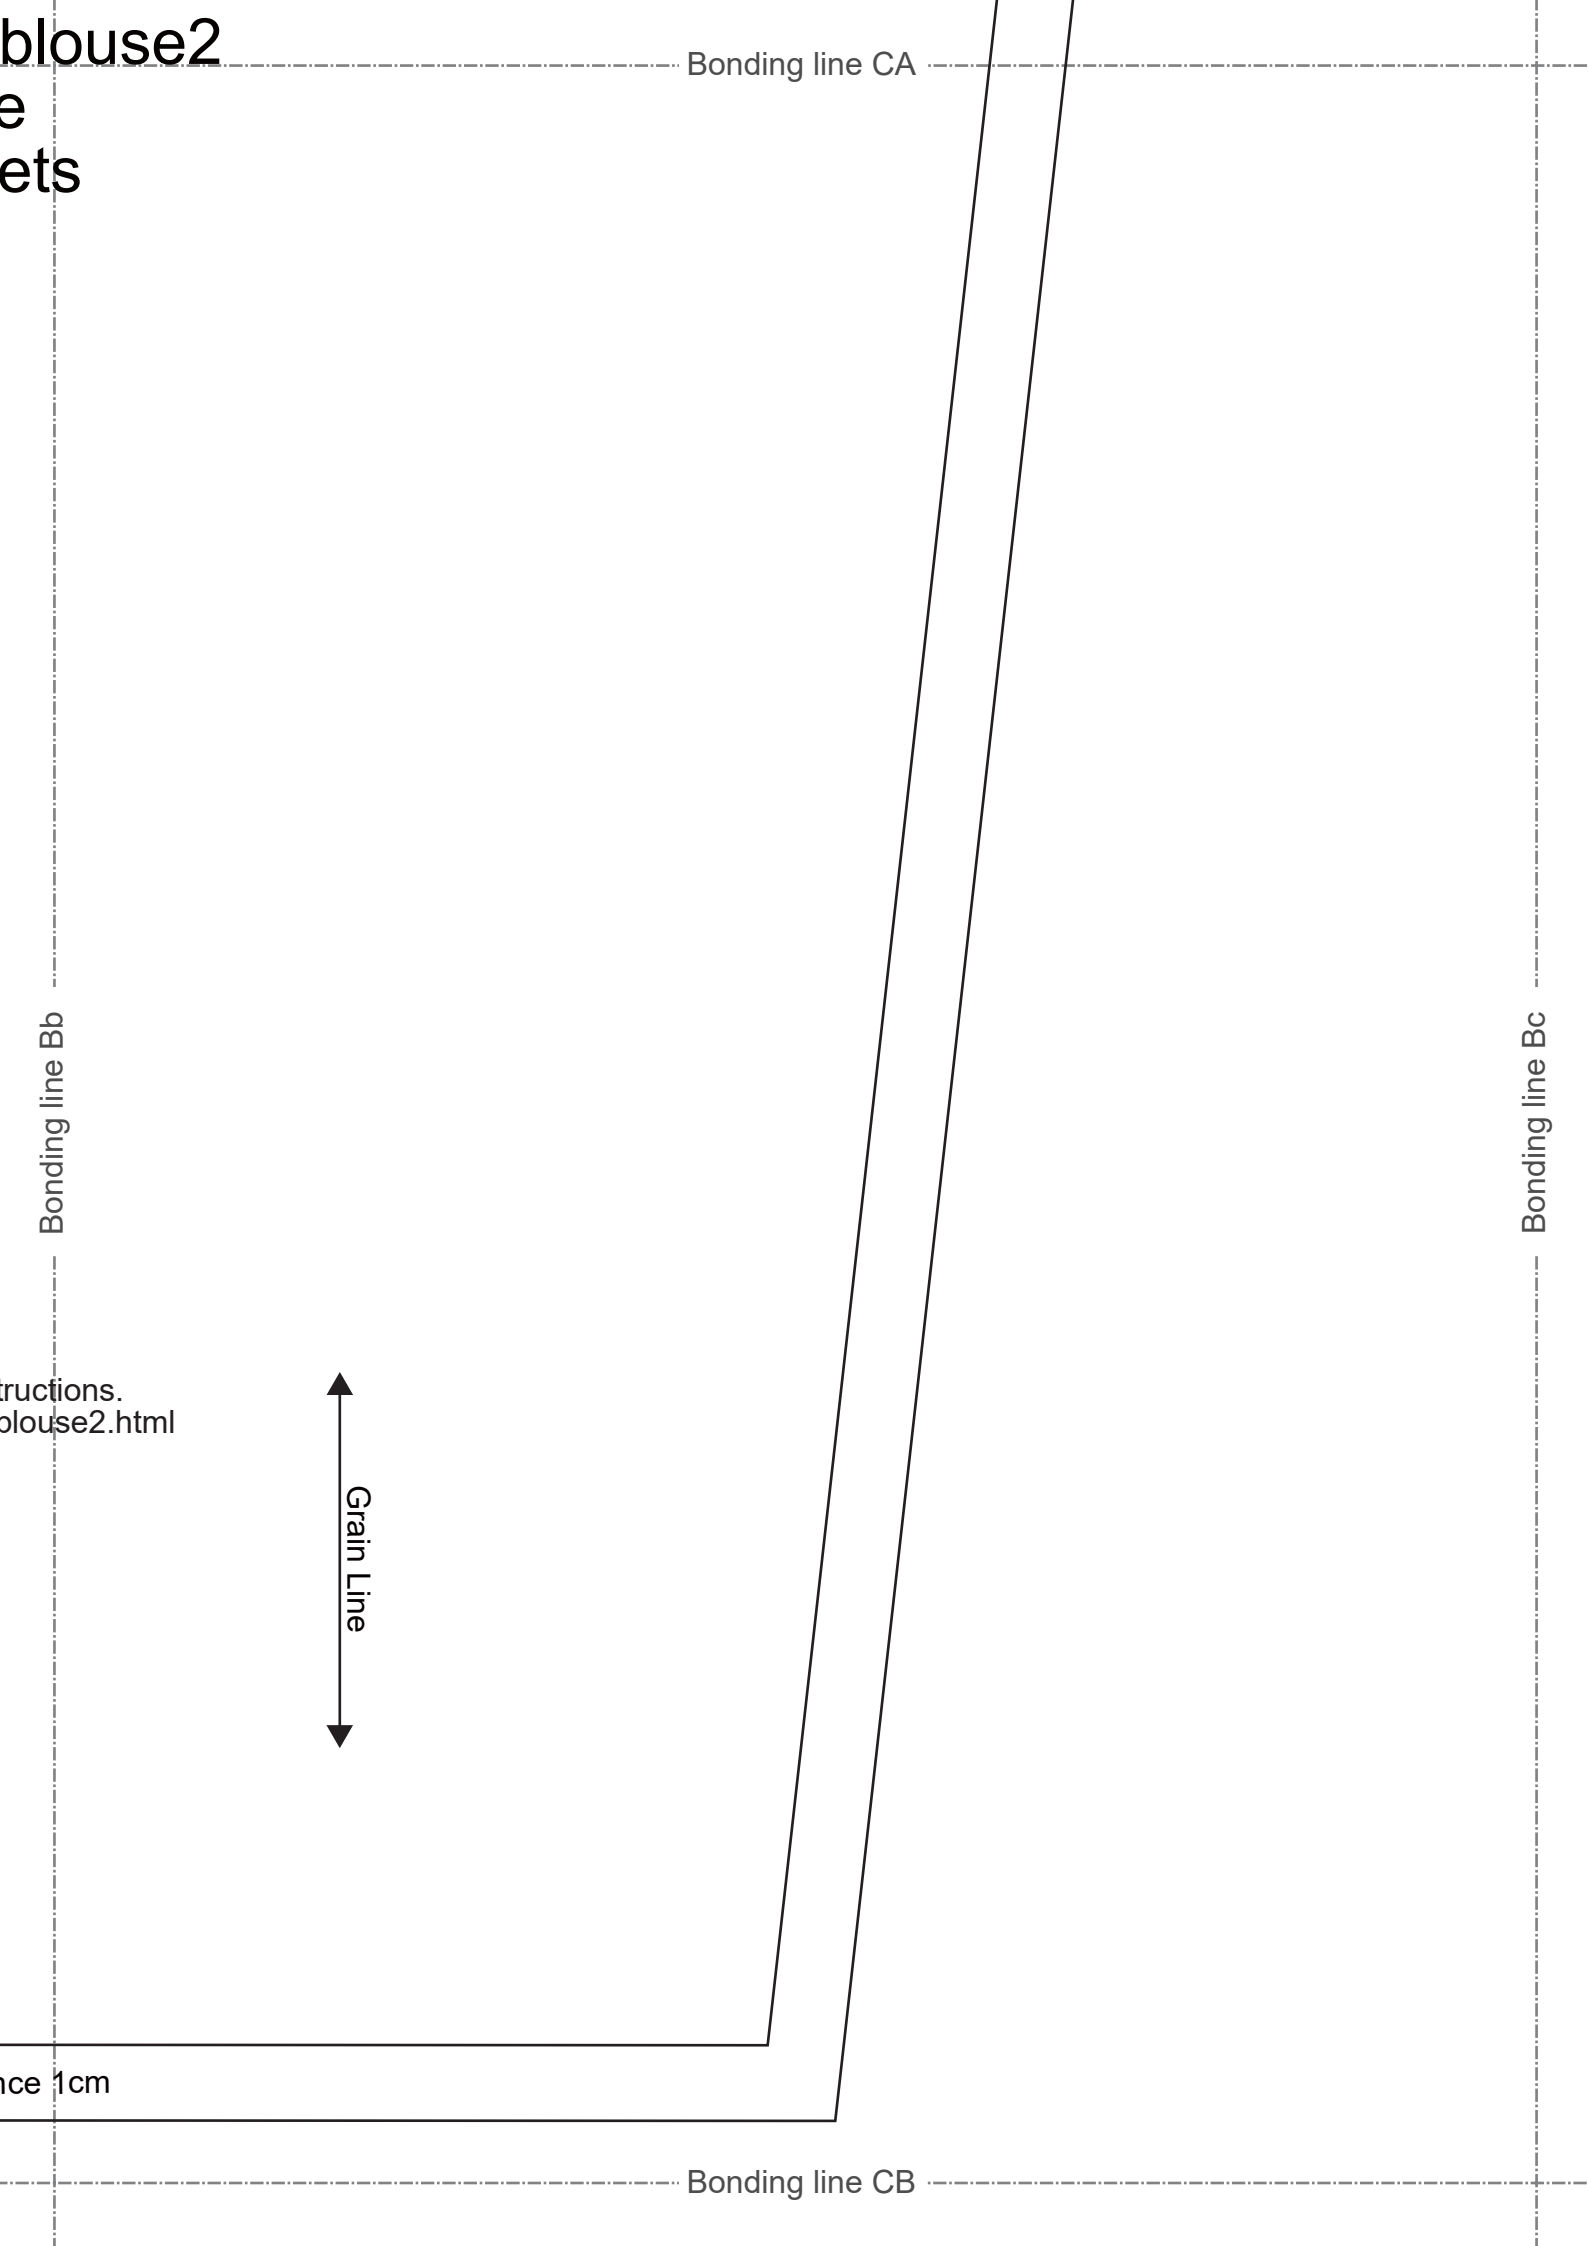 blouse2
Bonding line CA
e
ets
Bonding line Bb
Bonding line Bc
tructions.
blouse2.html
Grain Line
nce 1cm
Bonding line CB